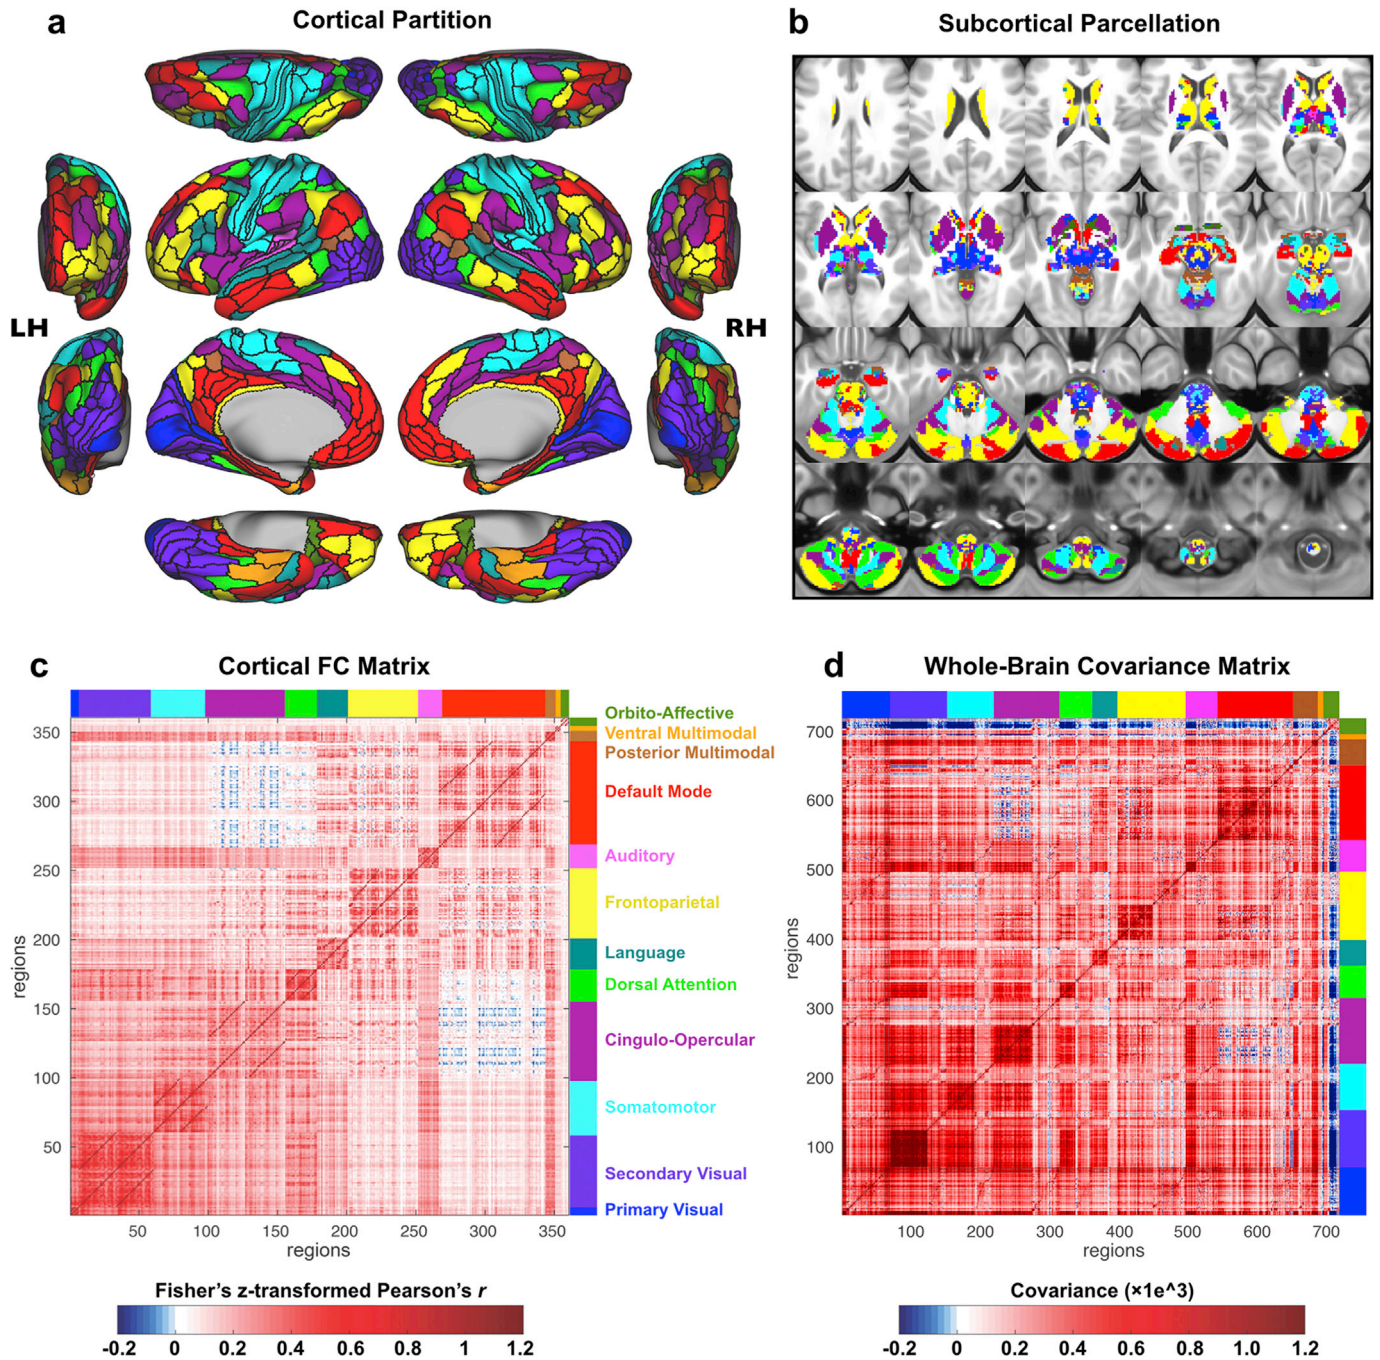 a
Cortical Partition
b
Subcortical Parcellation
LH
RH
c
Cortical FC Matrix
d
Whole-Brain Covariance Matrix
350
300
250
200
150
100
50
regions
50
100
150
200
250
300
350
regions
Orbito-Affective
Ventral Multimodal
Posterior Multimodal
Default Mode
Auditory
Frontoparietal
Language
Dorsal Attention
Cingulo-Opercular
Somatomotor
Secondary Visual
Primary Visual
700
600
500
400
300
200
100
regions
100
200
300
400
500
600
700
regions
Fisher's z-transformed Pearson's r
-0.2
0
0.2
0.4
0.6
0.8
1
1.2
Covariance (×1e^3)
-0.2
0
0.2
0.4
0.6
0.8
1.0
1.2